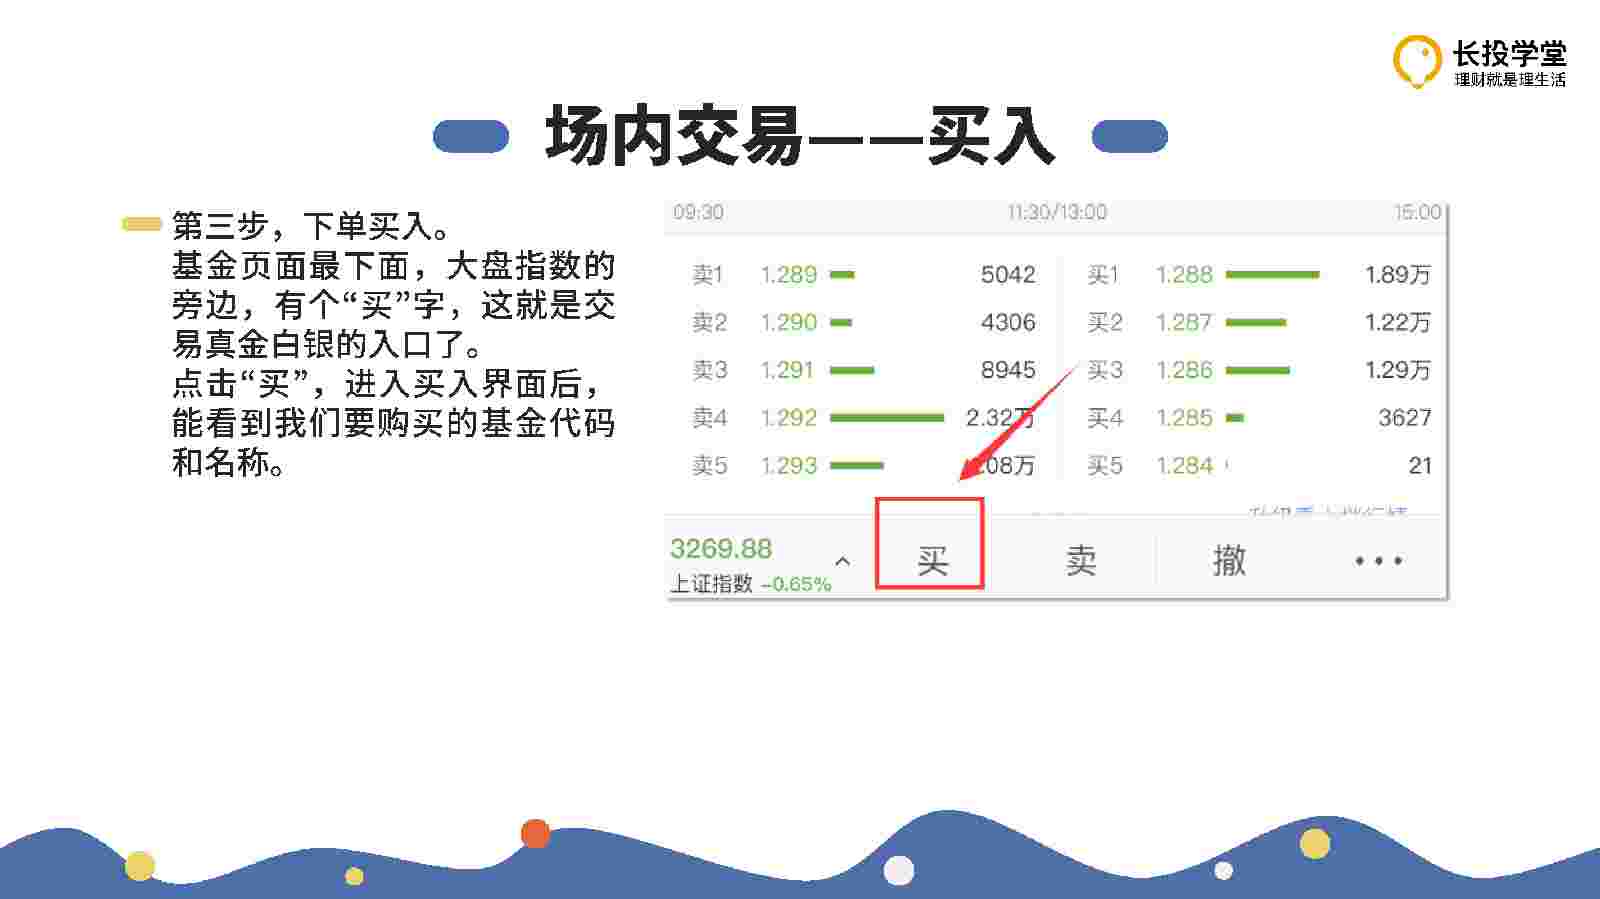 长投学堂
理财就是理生活
场内交易——买入
第三步，下单买入。
基金页面最下面，大盘指数的
旁边，有个“买”字，这就是交
易真金白银的入口了。
点击“买”，进入买入界面后，
能看到我们要购买的基金代码
和名称。
09:30 11:30/13:00 15:00
卖1 1.289 5042 买1 1.288 1.89万
卖2 1.290 4306 买2 1.287 1.22万
卖3 1.291 8945 买3 1.286 1.29万
卖4 1.292 2.32万 买4 1.285 3627
卖5 1.293 08万 买5 1.284 21
3269.88
上证指数 -0.65%
买 卖 撤 •••